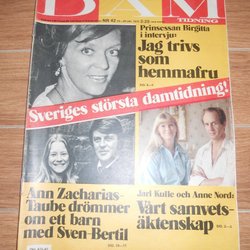 DAM
TIDNING
NR 42
Prinsessan Birgitta
i intervju:
Jag trivs
som
hemmafru
Sveriges största damtidning!
Ann Zacharias-
Taube drömmer
om ett barn
med Sven-Bertil
Jarl Kulle och Anne Nord:
Vårt samvets-
äktenskap